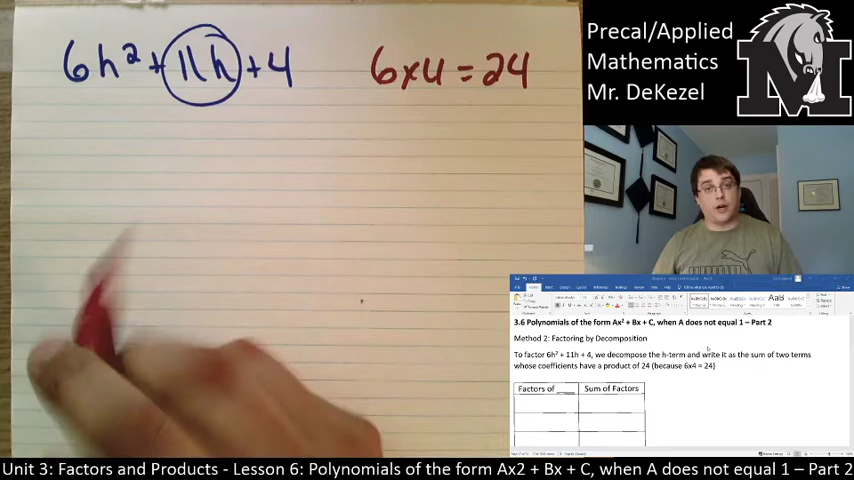 6h² + 11h + 4
6x4 = 24
Precal/Applied
Mathematics
Mr. DeKezel
M
PUMA
3.6 Polynomials of the form Ax² + Bx + C, when A does not equal 1 – Part 2
Method 2: Factoring by Decomposition
To factor 6h² + 11h + 4, we decompose the h-term and write it as the sum of two terms
whose coefficients have a product of 24 (because 6x4 = 24)
Factors of ____ Sum of Factors
Unit 3: Factors and Products - Lesson 6: Polynomials of the form Ax2 + Bx + C, when A does not equal 1 – Part 2